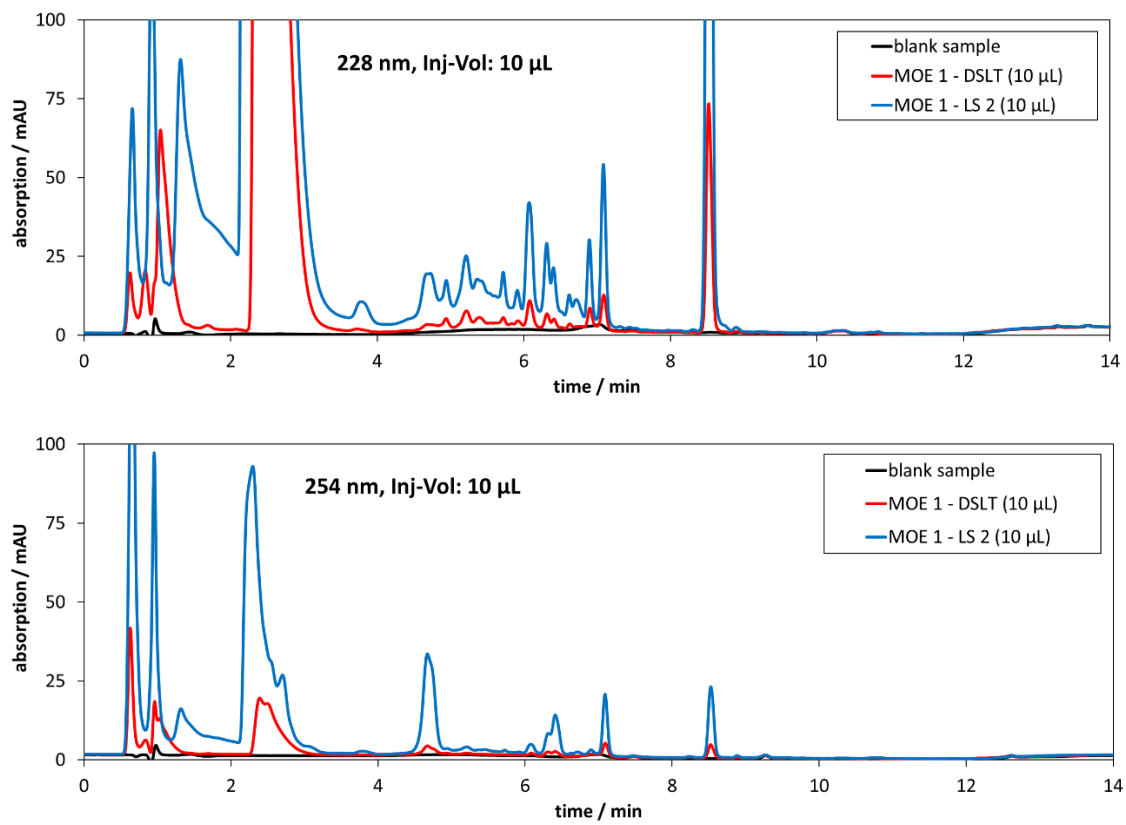 100
75
50
25
0
absorption / mAU
228 nm, Inj-Vol: 10 µL
blank sample
MOE 1 - DSLT (10 µL)
MOE 1 - LS 2 (10 µL)
0 2 4 6 8 10 12 14
time / min
100
75
50
25
0
absorption / mAU
254 nm, Inj-Vol: 10 µL
blank sample
MOE 1 - DSLT (10 µL)
MOE 1 - LS 2 (10 µL)
0 2 4 6 8 10 12 14
time / min